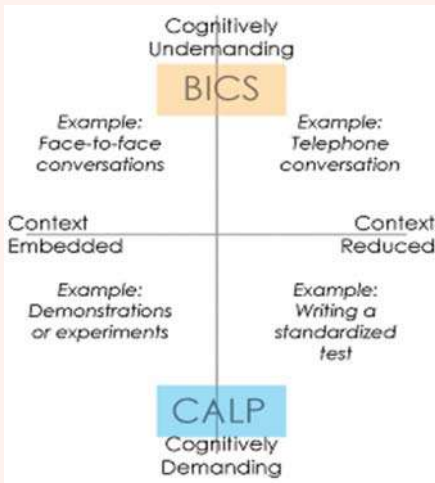 Cognitively
Undemanding
BICS
Example:
Face-to-face
conversations
Example:
Telephone
conversation
Context
Embedded
Context
Reduced
Example:
Demonstrations
or experiments
Example:
Writing a
standardized
test
CALP
Cognitively
Demanding